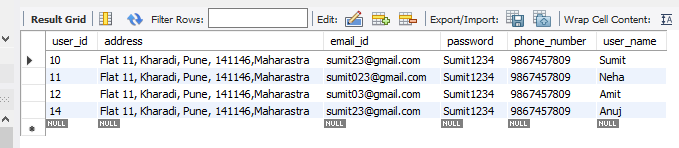 Result Grid Filter Rows: Edit: Export/Import: Wrap Cell Content:
user_id address email_id password phone_number user_name
10 Flat 11, Kharadi, Pune, 141146,Maharastra sumit23@gmail.com Sumit1234 9867457809 Sumit
11 Flat 11, Kharadi, Pune, 141146,Maharastra sumit023@gmail.com Sumit1234 9867457809 Neha
12 Flat 11, Kharadi, Pune, 141146,Maharastra sumit03@gmail.com Sumit1234 9867457809 Amit
14 Flat 11, Kharadi, Pune, 141146,Maharastra sumit23@gmail.com Sumit1234 9867457809 Anuj
NULL NULL NULL NULL NULL NULL